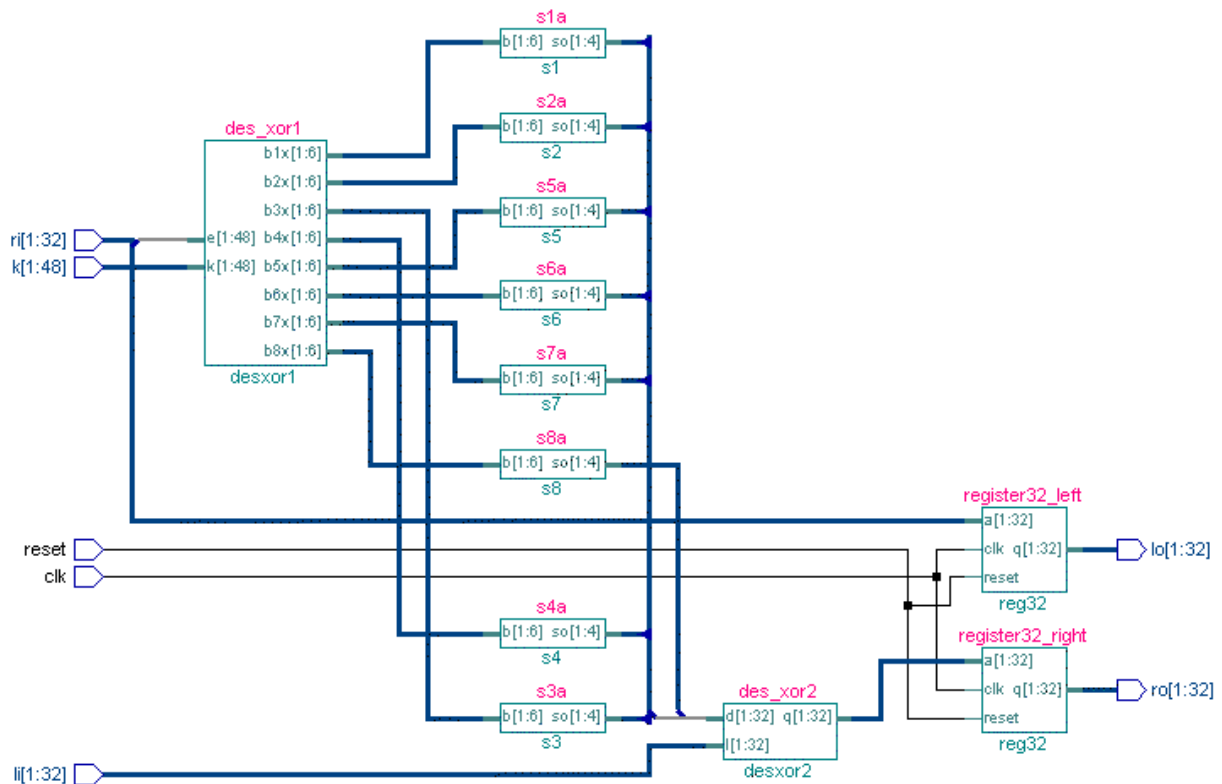 s1a
b[1:6] so[1:4]
s1
s2a
b[1:6] so[1:4]
s2
des_xor1
b1x[1:6]
b2x[1:6]
b3x[1:6]
e[1:48] b4x[1:6]
k[1:48] b5x[1:6]
b6x[1:6]
b7x[1:6]
b8x[1:6]
desxor1
ri[1:32]
k[1:48]
s5a
b[1:6] so[1:4]
s5
s6a
b[1:6] so[1:4]
s6
s7a
b[1:6] so[1:4]
s7
s8a
b[1:6] so[1:4]
s8
reset
clk
register32_left
a[1:32]
clk q[1:32]
reset
reg32
lo[1:32]
s4a
b[1:6] so[1:4]
s4
register32_right
a[1:32]
clk q[1:32]
reset
reg32
ro[1:32]
s3a
b[1:6] so[1:4]
s3
des_xor2
d[1:32] q[1:32]
l[1:32]
desxor2
li[1:32]